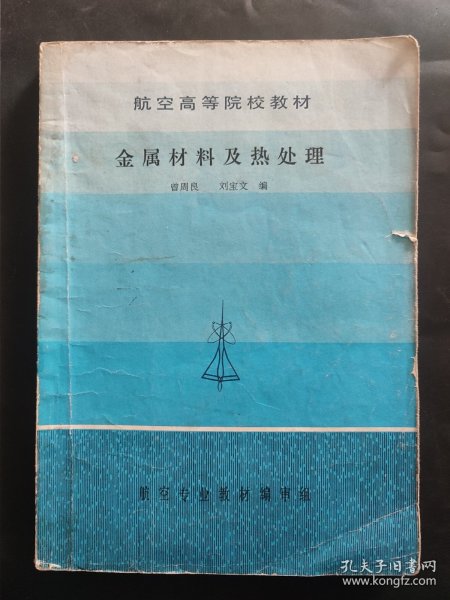 航空高等院校教材
金属材料及热处理
曾周良 刘宝文 编
航空专业教材编审组
孔夫子旧书网
www.kongfz.com